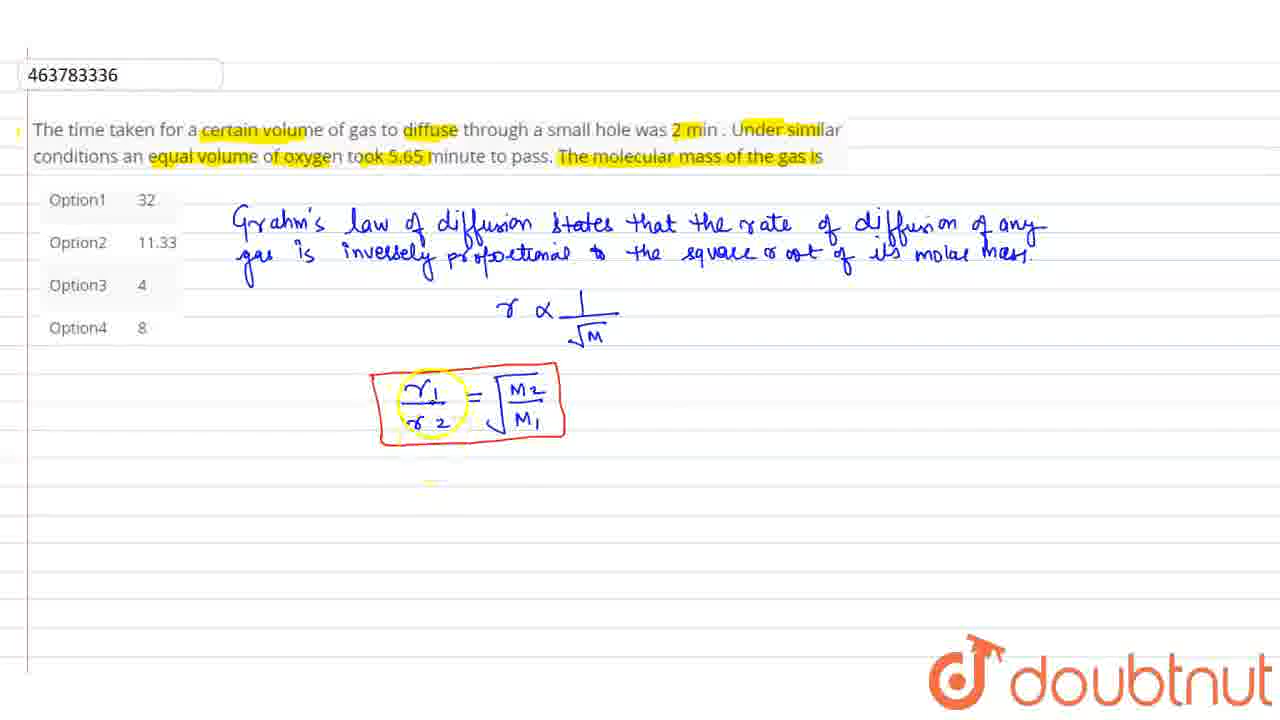 463783336
The time taken for a certain volume of gas to diffuse through a small hole was 2 min . Under similar
conditions an equal volume of oxygen took 5.65 minute to pass. The molecular mass of the gas is
Option1 32
Option2 11.33
Option3 4
Option4 8
Grahm's law of diffusion states that the rate of diffusion of any
gas is inversely proportional to the square root of its molar mass.
r ∝ 1/√M
r1/r2 = √M2/M1
doubtnut